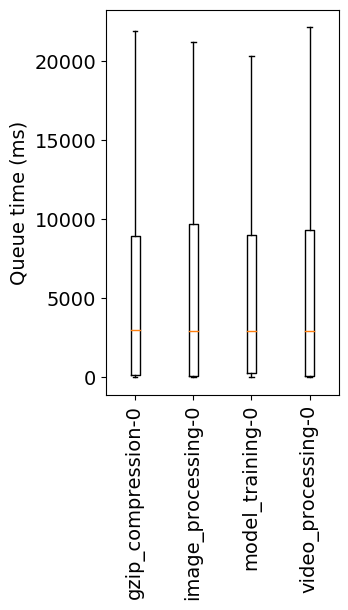 Queue time (ms)
20000
15000
10000
5000
0
gzip_compression-0
image_processing-0
model_training-0
video_processing-0